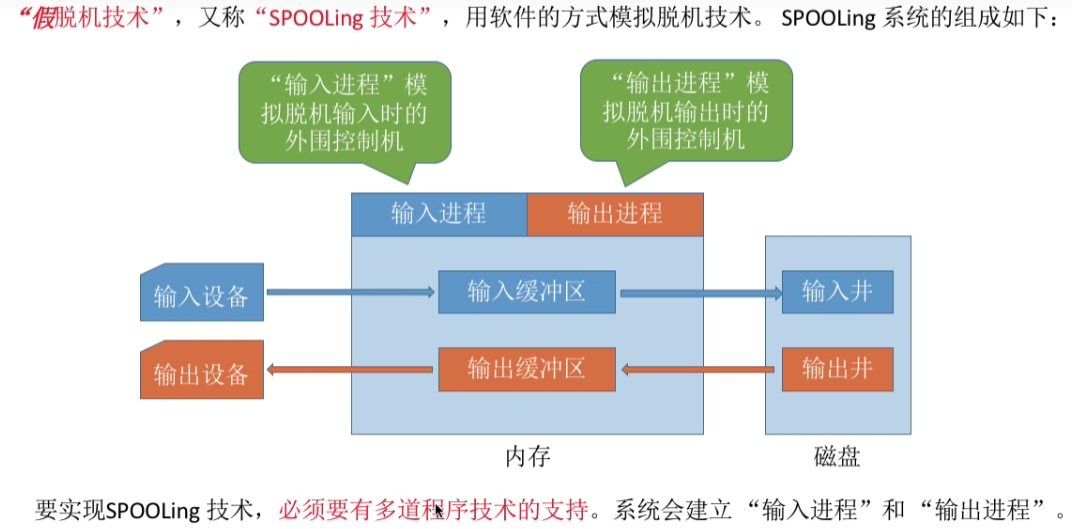 “假脱机技术”，又称“SPOOLing 技术”，用软件的方式模拟脱机技术。 SPOOLing 系统的组成如下：
“输入进程”模
拟脱机输入时的
外围控制机
“输出进程”模
拟脱机输出时的
外围控制机
输入进程
输出进程
输入设备
输入缓冲区
输入井
输出设备
输出缓冲区
输出井
内存
磁盘
要实现SPOOLing 技术，必须要有多道程序技术的支持。系统会建立“输入进程”和“输出进程”。